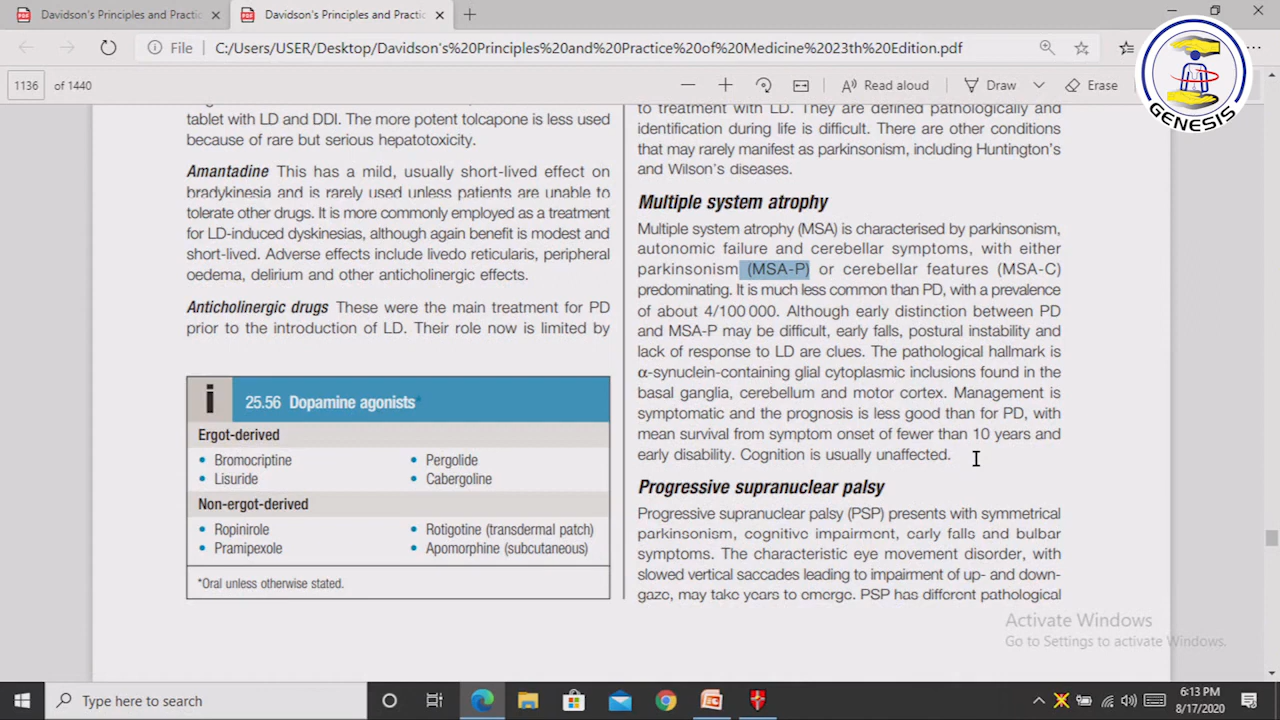 Davidson's Principles and Practic
Davidson's Principles and Practic
File
C:/Users/USER/Desktop/Davidson's%20Principles%20and%20Practice%20of%20Medicine%2023th%20Edition.pdf
1136 of 1440
Read aloud
Draw
Erase
GENESIS
tablet with LD and DDI. The more potent tolcapone is less used
because of rare but serious hepatotoxicity.
Amantadine This has a mild, usually short-lived effect on
bradykinesia and is rarely used unless patients are unable to
tolerate other drugs. It is more commonly employed as a treatment
for LD-induced dyskinesias, although again benefit is modest and
short-lived. Adverse effects include livedo reticularis, peripheral
oedema, delirium and other anticholinergic effects.
Anticholinergic drugs These were the main treatment for PD
prior to the introduction of LD. Their role now is limited by
i
25.56 Dopamine agonists*
Ergot-derived
• Bromocriptine
• Lisuride
• Pergolide
• Cabergoline
Non-ergot-derived
• Ropinirole
• Pramipexole
• Rotigotine (transdermal patch)
• Apomorphine (subcutaneous)
*Oral unless otherwise stated.
to treatment with LD. They are defined pathologically and
identification during life is difficult. There are other conditions
that may rarely manifest as parkinsonism, including Huntington's
and Wilson's diseases.
Multiple system atrophy
Multiple system atrophy (MSA) is characterised by parkinsonism,
autonomic failure and cerebellar symptoms, with either
parkinsonism (MSA-P) or cerebellar features (MSA-C)
predominating. It is much less common than PD, with a prevalence
of about 4/100 000. Although early distinction between PD
and MSA-P may be difficult, early falls, postural instability and
lack of response to LD are clues. The pathological hallmark is
α-synuclein-containing glial cytoplasmic inclusions found in the
basal ganglia, cerebellum and motor cortex. Management is
symptomatic and the prognosis is less good than for PD, with
mean survival from symptom onset of fewer than 10 years and
early disability. Cognition is usually unaffected.
Progressive supranuclear palsy
Progressive supranuclear palsy (PSP) presents with symmetrical
parkinsonism, cognitive impairment, early falls and bulbar
symptoms. The characteristic eye movement disorder, with
slowed vertical saccades leading to impairment of up- and down-
gaze, may take years to emerge. PSP has different pathological
Activate Windows
Go to Settings to activate Windows.
Type here to search
6:13 PM
8/17/2020